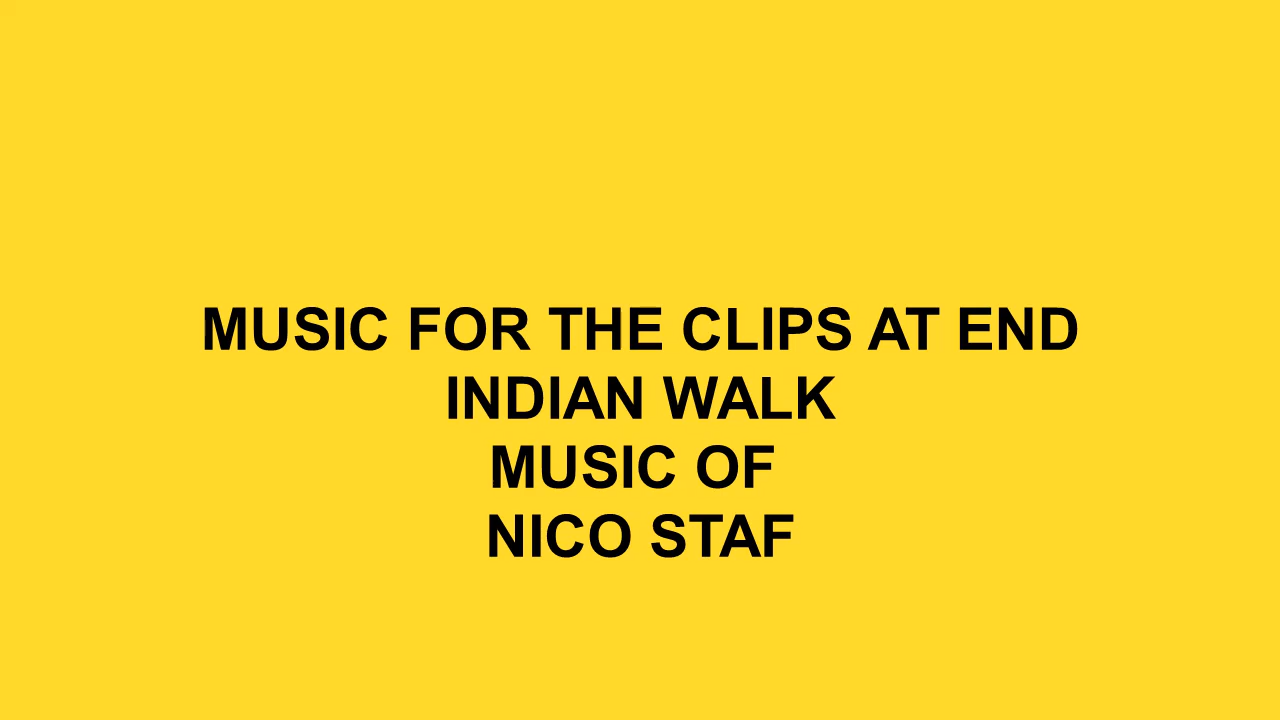 MUSIC FOR THE CLIPS AT END
INDIAN WALK
MUSIC OF
NICO STAF